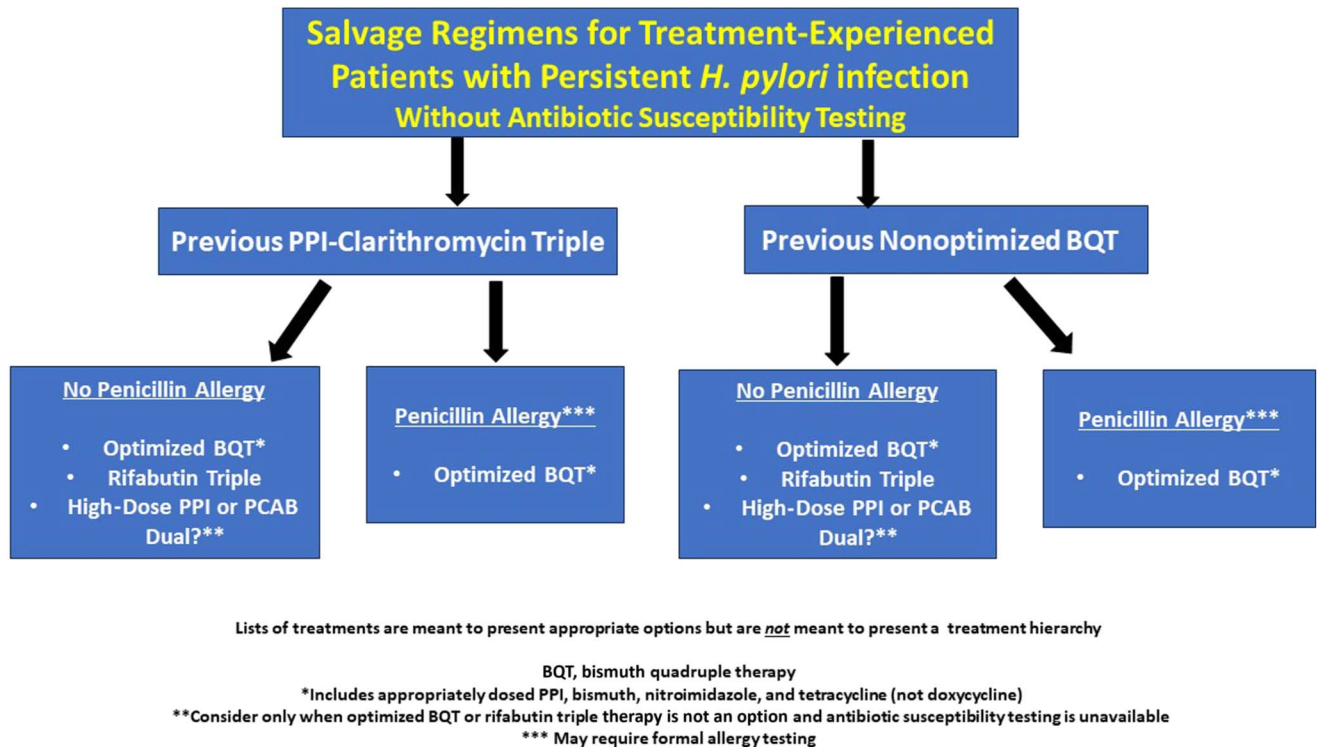 Salvage Regimens for Treatment-Experienced
Patients with Persistent H. pylori infection
Without Antibiotic Susceptibility Testing
Previous PPI-Clarithromycin Triple
Previous Nonoptimized BQT
No Penicillin Allergy
• Optimized BQT*
• Rifabutin Triple
• High-Dose PPI or PCAB
Dual?**
Penicillin Allergy***
• Optimized BQT*
No Penicillin Allergy
• Optimized BQT*
• Rifabutin Triple
• High-Dose PPI or PCAB
Dual?**
Penicillin Allergy***
• Optimized BQT*
Lists of treatments are meant to present appropriate options but are not meant to present a treatment hierarchy
BQT, bismuth quadruple therapy
*Includes appropriately dosed PPI, bismuth, nitroimidazole, and tetracycline (not doxycycline)
**Consider only when optimized BQT or rifabutin triple therapy is not an option and antibiotic susceptibility testing is unavailable
*** May require formal allergy testing